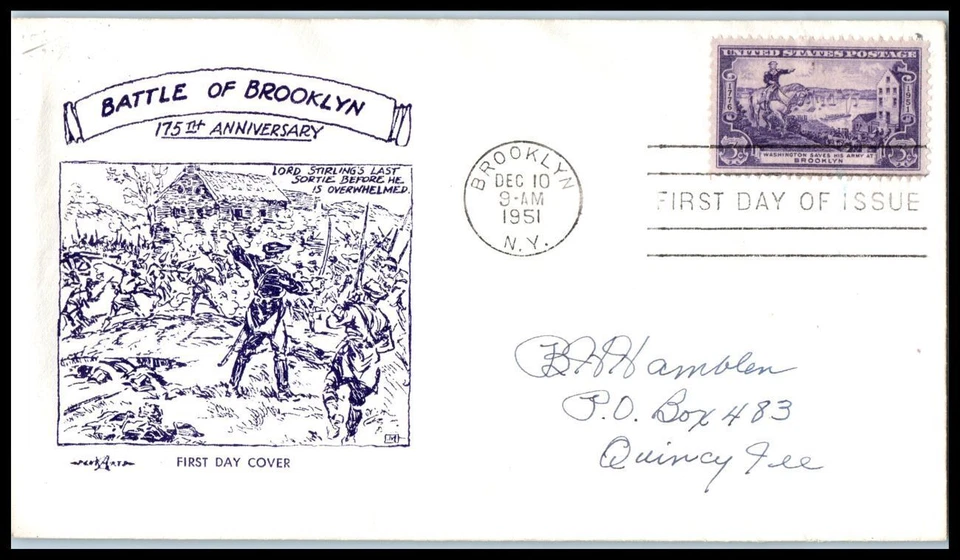 BATTLE OF BROOKLYN
175TH ANNIVERSARY
LORD STIRLING'S LAST
SORTIE BEFORE HE
IS OVERWHELMED.
FIRST DAY COVER
BROOKLYN
DEC 10
9-AM
1951
N.Y.
UNITED STATES POSTAGE
1776
1951
3¢
WASHINGTON SAVES HIS ARMY AT
BROOKLYN
3¢
FIRST DAY OF ISSUE
B H Hamblen
P.O. Box 483
Quincy